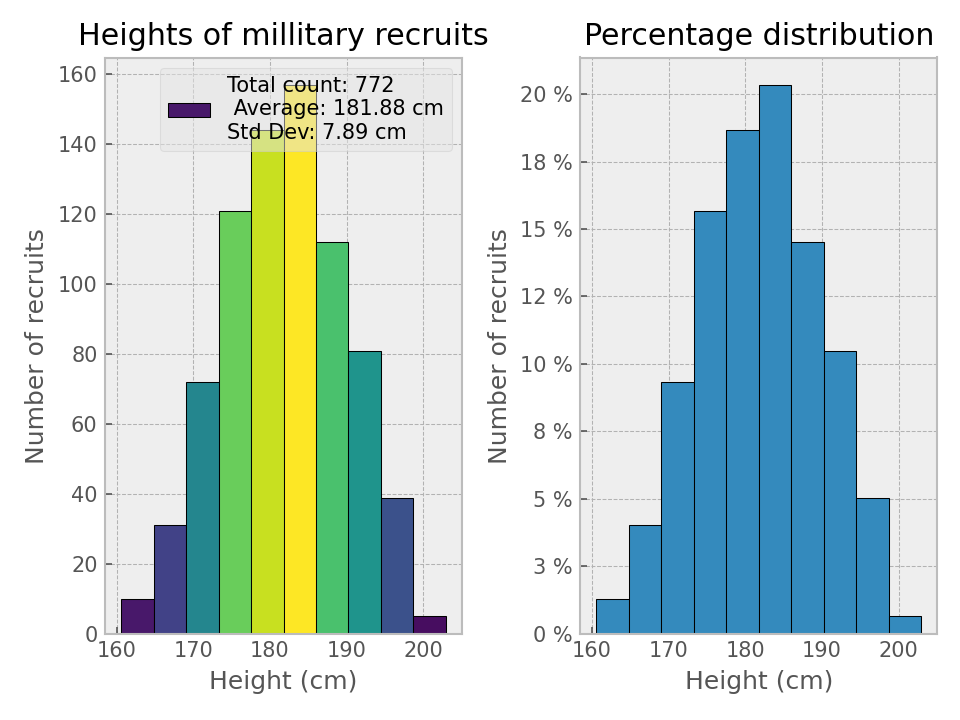 Heights of millitary recruits
Total count: 772
Average: 181.88 cm
Std Dev: 7.89 cm
160
140
120
100
80
60
40
20
0
Number of recruits
160 170 180 190 200
Height (cm)
Percentage distribution
20 %
18 %
15 %
12 %
10 %
8 %
5 %
3 %
0 %
Number of recruits
160 170 180 190 200
Height (cm)